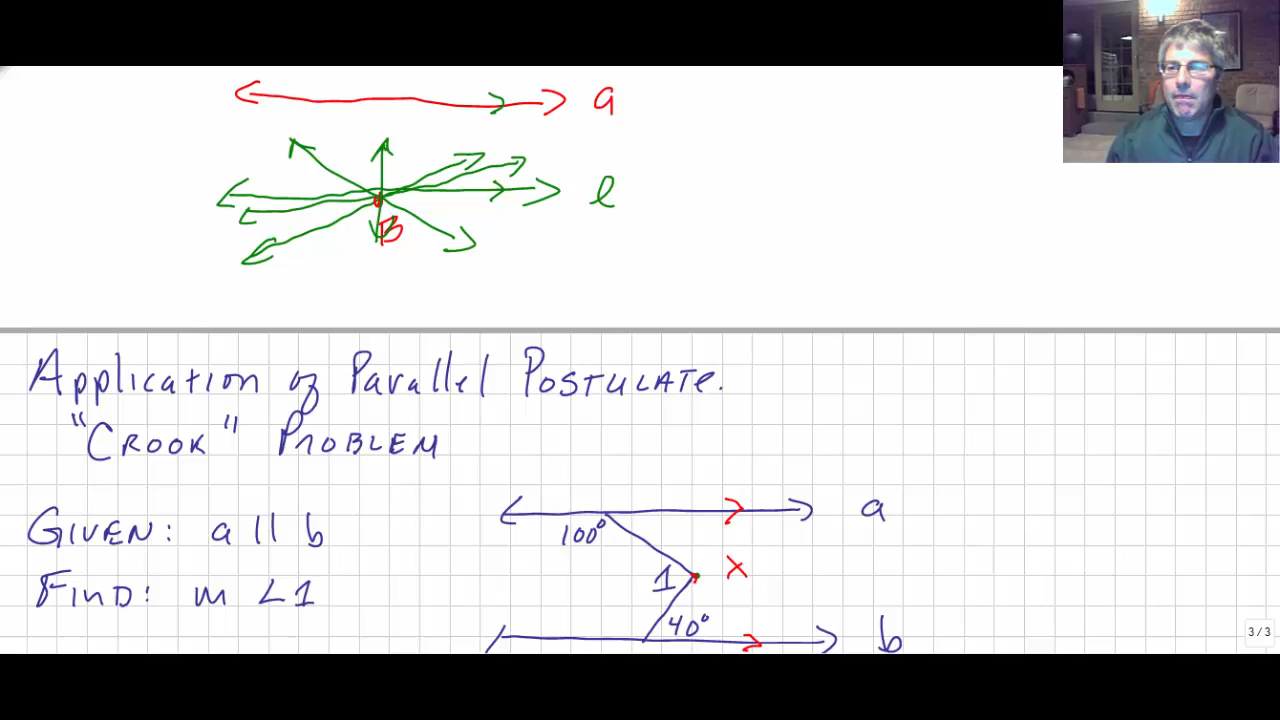 a
l
B
Application of Parallel Postulate.
"Crook" Problem
Given: a || b
Find: m ∠1
a
100°
1
x
40°
b
3 / 3